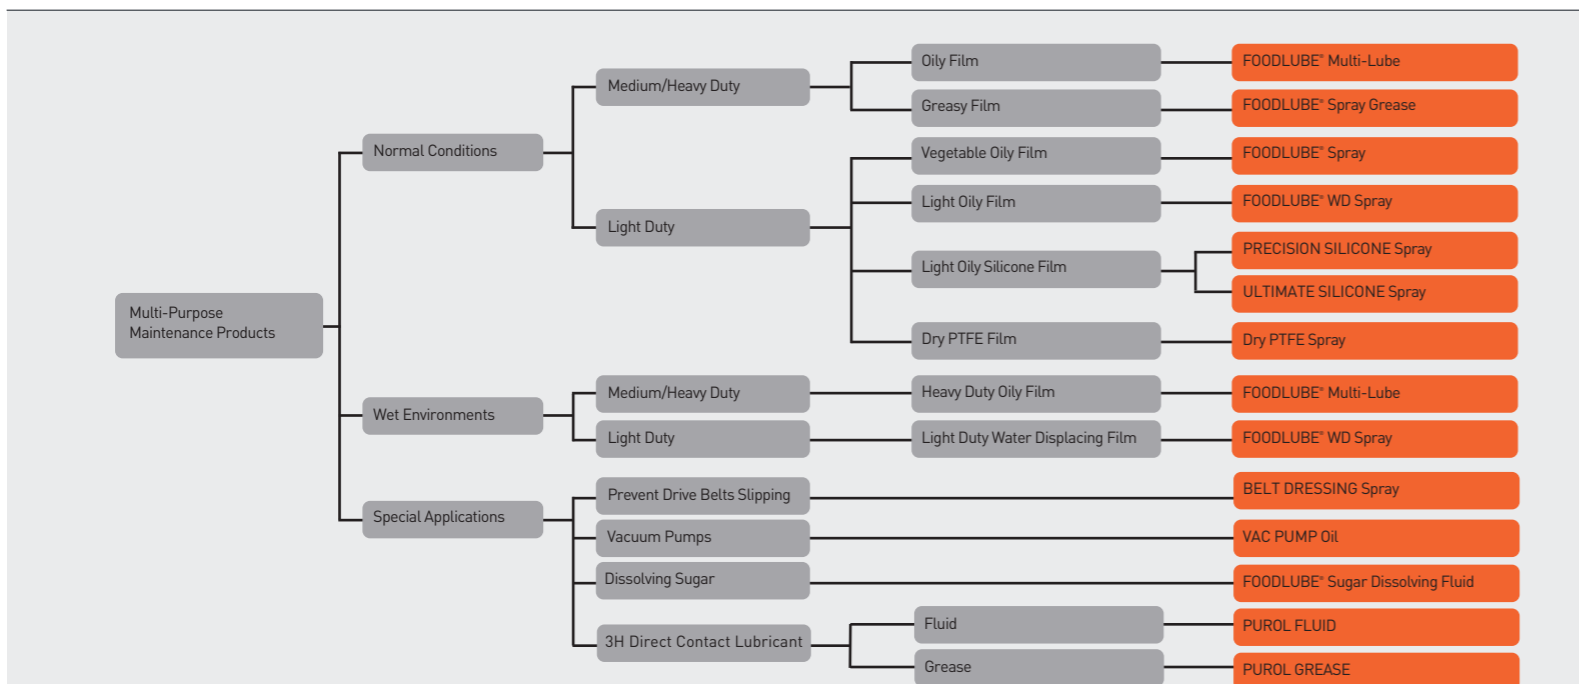 Multi-Purpose
Maintenance Products
Normal Conditions
Medium/Heavy Duty
Oily Film
FOODLUBE® Multi-Lube
Greasy Film
FOODLUBE® Spray Grease
Light Duty
Vegetable Oily Film
FOODLUBE® Spray
Light Oily Film
FOODLUBE® WD Spray
Light Oily Silicone Film
PRECISION SILICONE Spray
ULTIMATE SILICONE Spray
Dry PTFE Film
Dry PTFE Spray
Wet Environments
Medium/Heavy Duty
Heavy Duty Oily Film
FOODLUBE® Multi-Lube
Light Duty
Light Duty Water Displacing Film
FOODLUBE® WD Spray
Special Applications
Prevent Drive Belts Slipping
BELT DRESSING Spray
Vacuum Pumps
VAC PUMP Oil
Dissolving Sugar
FOODLUBE® Sugar Dissolving Fluid
3H Direct Contact Lubricant
Fluid
PUROL FLUID
Grease
PUROL GREASE